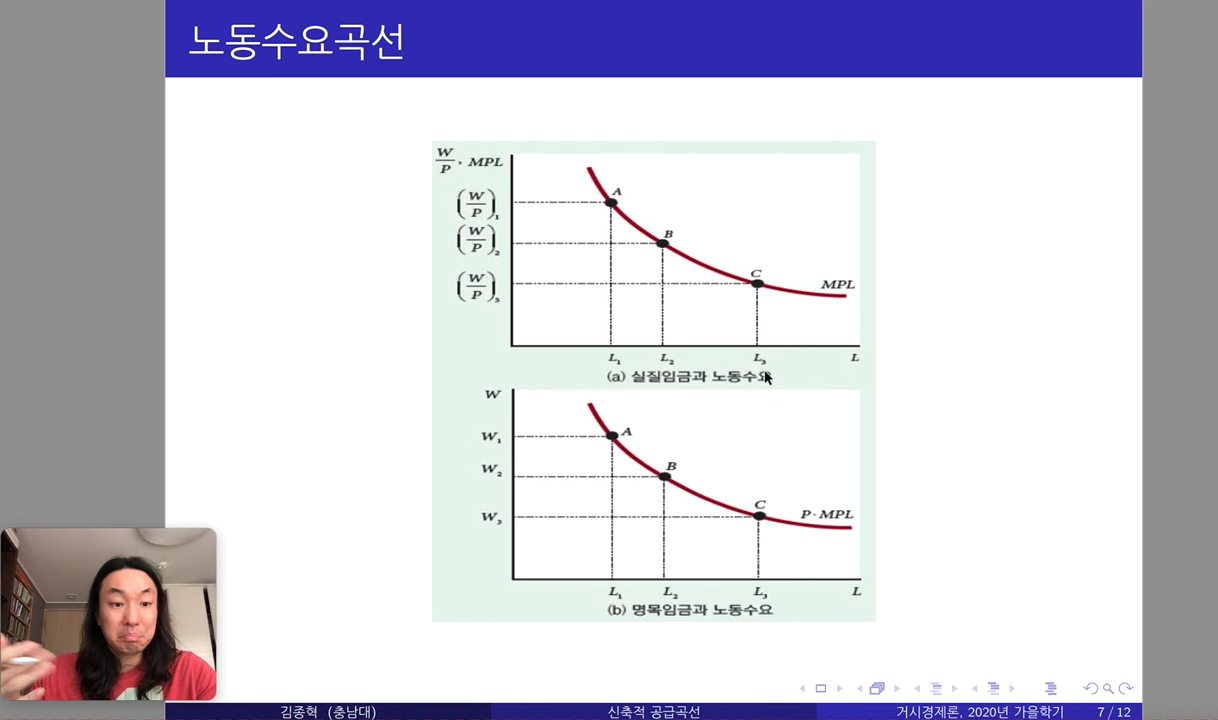 노동수요곡선
W/P, MPL
(W/P)₁
(W/P)₂
(W/P)₃
A
B
C
MPL
L₁ L₂ L₃ L
(a) 실질임금과 노동수요
W
W₁
W₂
W₃
A
B
C
P·MPL
L₁ L₂ L₃ L
(b) 명목임금과 노동수요
김종혁 (충남대) 신축적 공급곡선 거시경제론, 2020년 가을학기 7 / 12